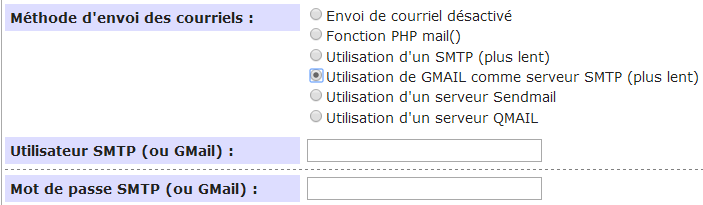 Méthode d'envoi des courriels : Envoi de courriel désactivé
Fonction PHP mail()
Utilisation d'un SMTP (plus lent)
Utilisation de GMAIL comme serveur SMTP (plus lent)
Utilisation d'un serveur Sendmail
Utilisation d'un serveur QMAIL
Utilisateur SMTP (ou GMail) :
Mot de passe SMTP (ou GMail) :